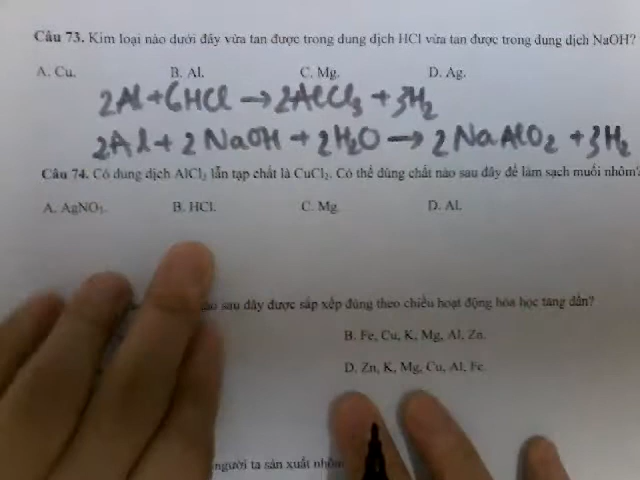 Câu 73. Kim loại nào dưới đây vừa tan được trong dung dịch HCl vừa tan được trong dung dịch NaOH?
A. Cu. B. Al. C. Mg. D. Ag.
2Al + 6HCl → 2AlCl₃ + 3H₂
2Al + 2NaOH + 2H₂O → 2NaAlO₂ + 3H₂
Câu 74. Có dung dịch AlCl₃ lẫn tạp chất là CuCl₂. Có thể dùng chất nào sau đây để làm sạch muối nhôm?
A. AgNO₃. B. HCl. C. Mg. D. Al.
sau đây được sắp xếp đúng theo chiều hoạt động hóa học tăng dần?
B. Fe, Cu, K, Mg, Al, Zn.
D. Zn, K, Mg, Cu, Al, Fe.
người ta sản xuất nhôm